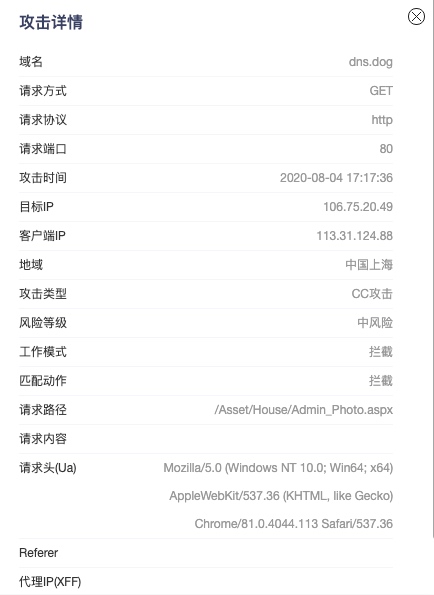 攻击详情
域名 dns.dog
请求方式 GET
请求协议 http
请求端口 80
攻击时间 2020-08-04 17:17:36
目标IP 106.75.20.49
客户端IP 113.31.124.88
地域 中国上海
攻击类型 CC攻击
风险等级 中风险
工作模式 拦截
匹配动作 拦截
请求路径 /Asset/House/Admin_Photo.aspx
请求内容
请求头(Ua) Mozilla/5.0 (Windows NT 10.0; Win64; x64)
AppleWebKit/537.36 (KHTML, like Gecko)
Chrome/81.0.4044.113 Safari/537.36
Referer
代理IP(XFF)